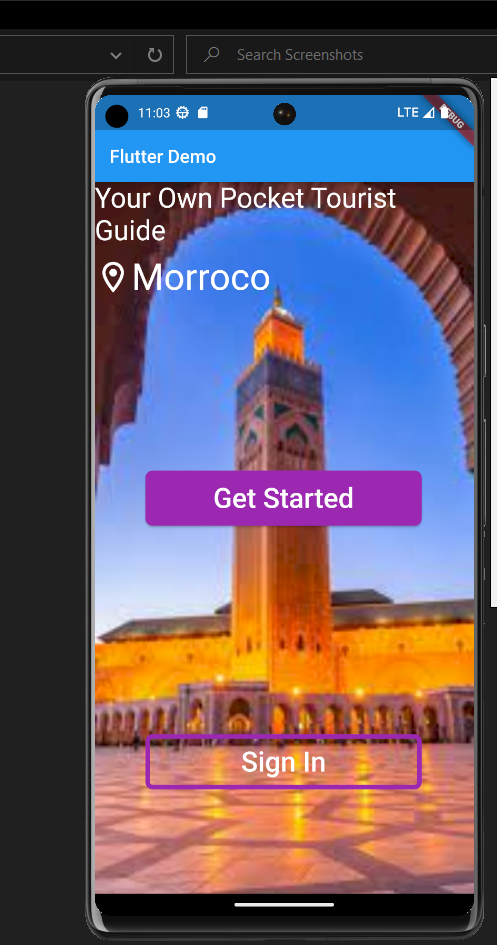 Search Screenshots
11:03
LTE
DEBUG
Flutter Demo
Your Own Pocket Tourist
Guide
Morroco
Get Started
Sign In